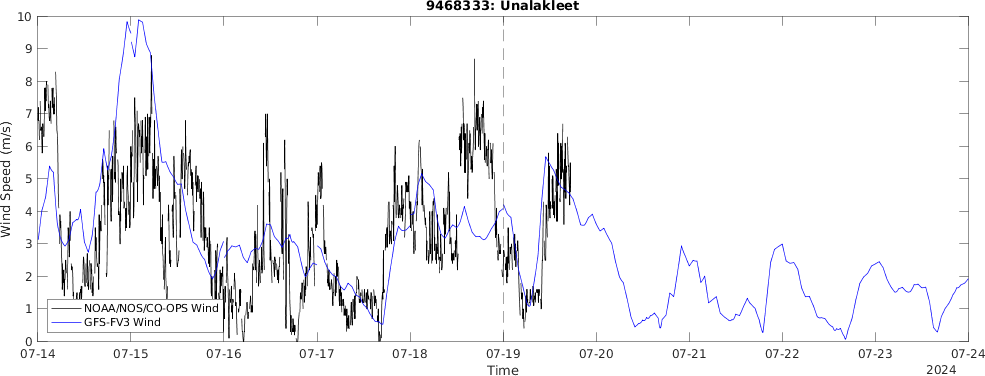 9468333: Unalakleet
10
9
8
7
6
5
4
3
2
1
0
Wind Speed (m/s)
NOAA/NOS/CO-OPS Wind
GFS-FV3 Wind
07-14 07-15 07-16 07-17 07-18 07-19 07-20 07-21 07-22 07-23 07-24
Time
2024